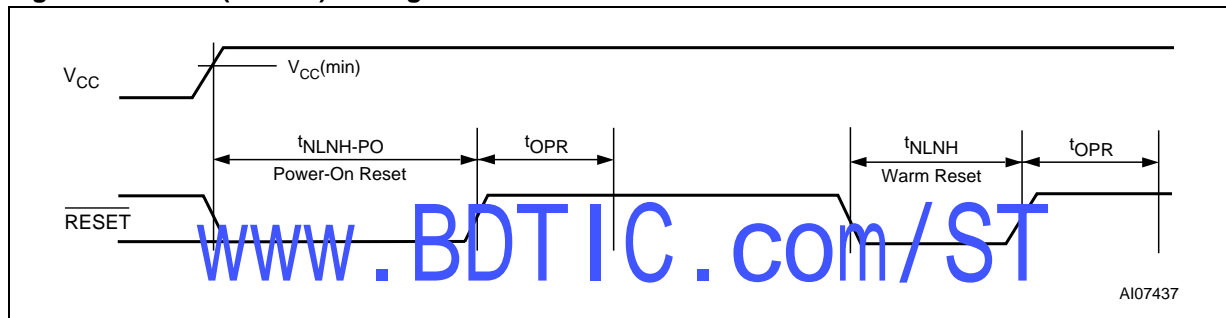 V_CC
V_CC(min)
t_NLNH-PO
Power-On Reset
t_OPR
t_NLNH
Warm Reset
t_OPR
RESET
www.BDTIC.com/ST
AI07437